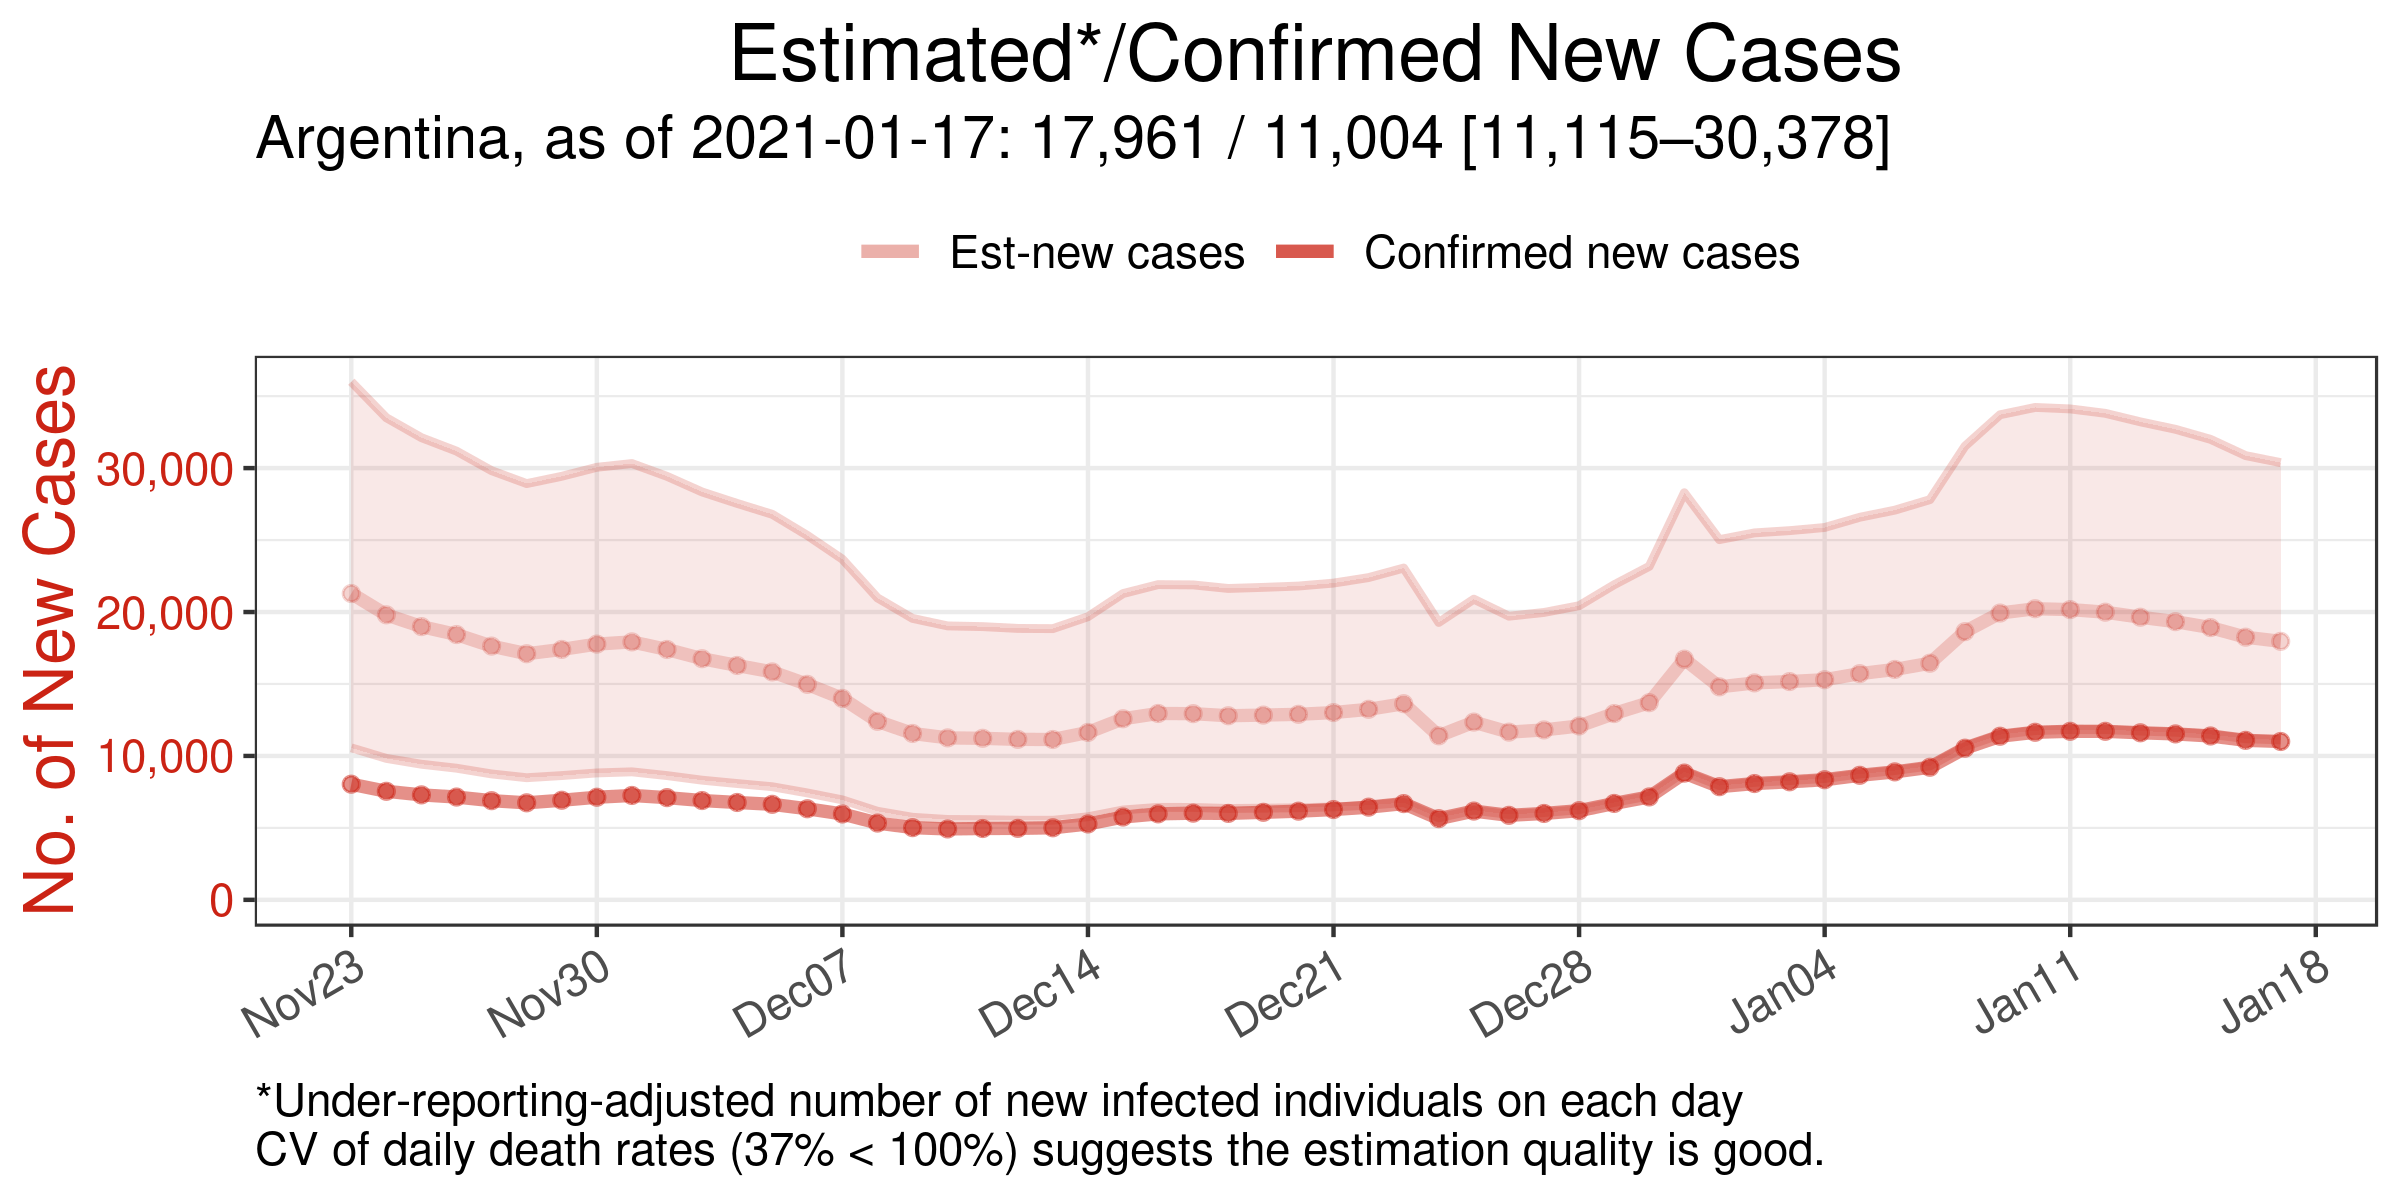 Estimated*/Confirmed New Cases
Argentina, as of 2021-01-17: 17,961 / 11,004 [11,115–30,378]
Est-new cases
Confirmed new cases
No. of New Cases
30,000
20,000
10,000
0
Nov23
Nov30
Dec07
Dec14
Dec21
Dec28
Jan04
Jan11
Jan18
*Under-reporting-adjusted number of new infected individuals on each day
CV of daily death rates (37% < 100%) suggests the estimation quality is good.